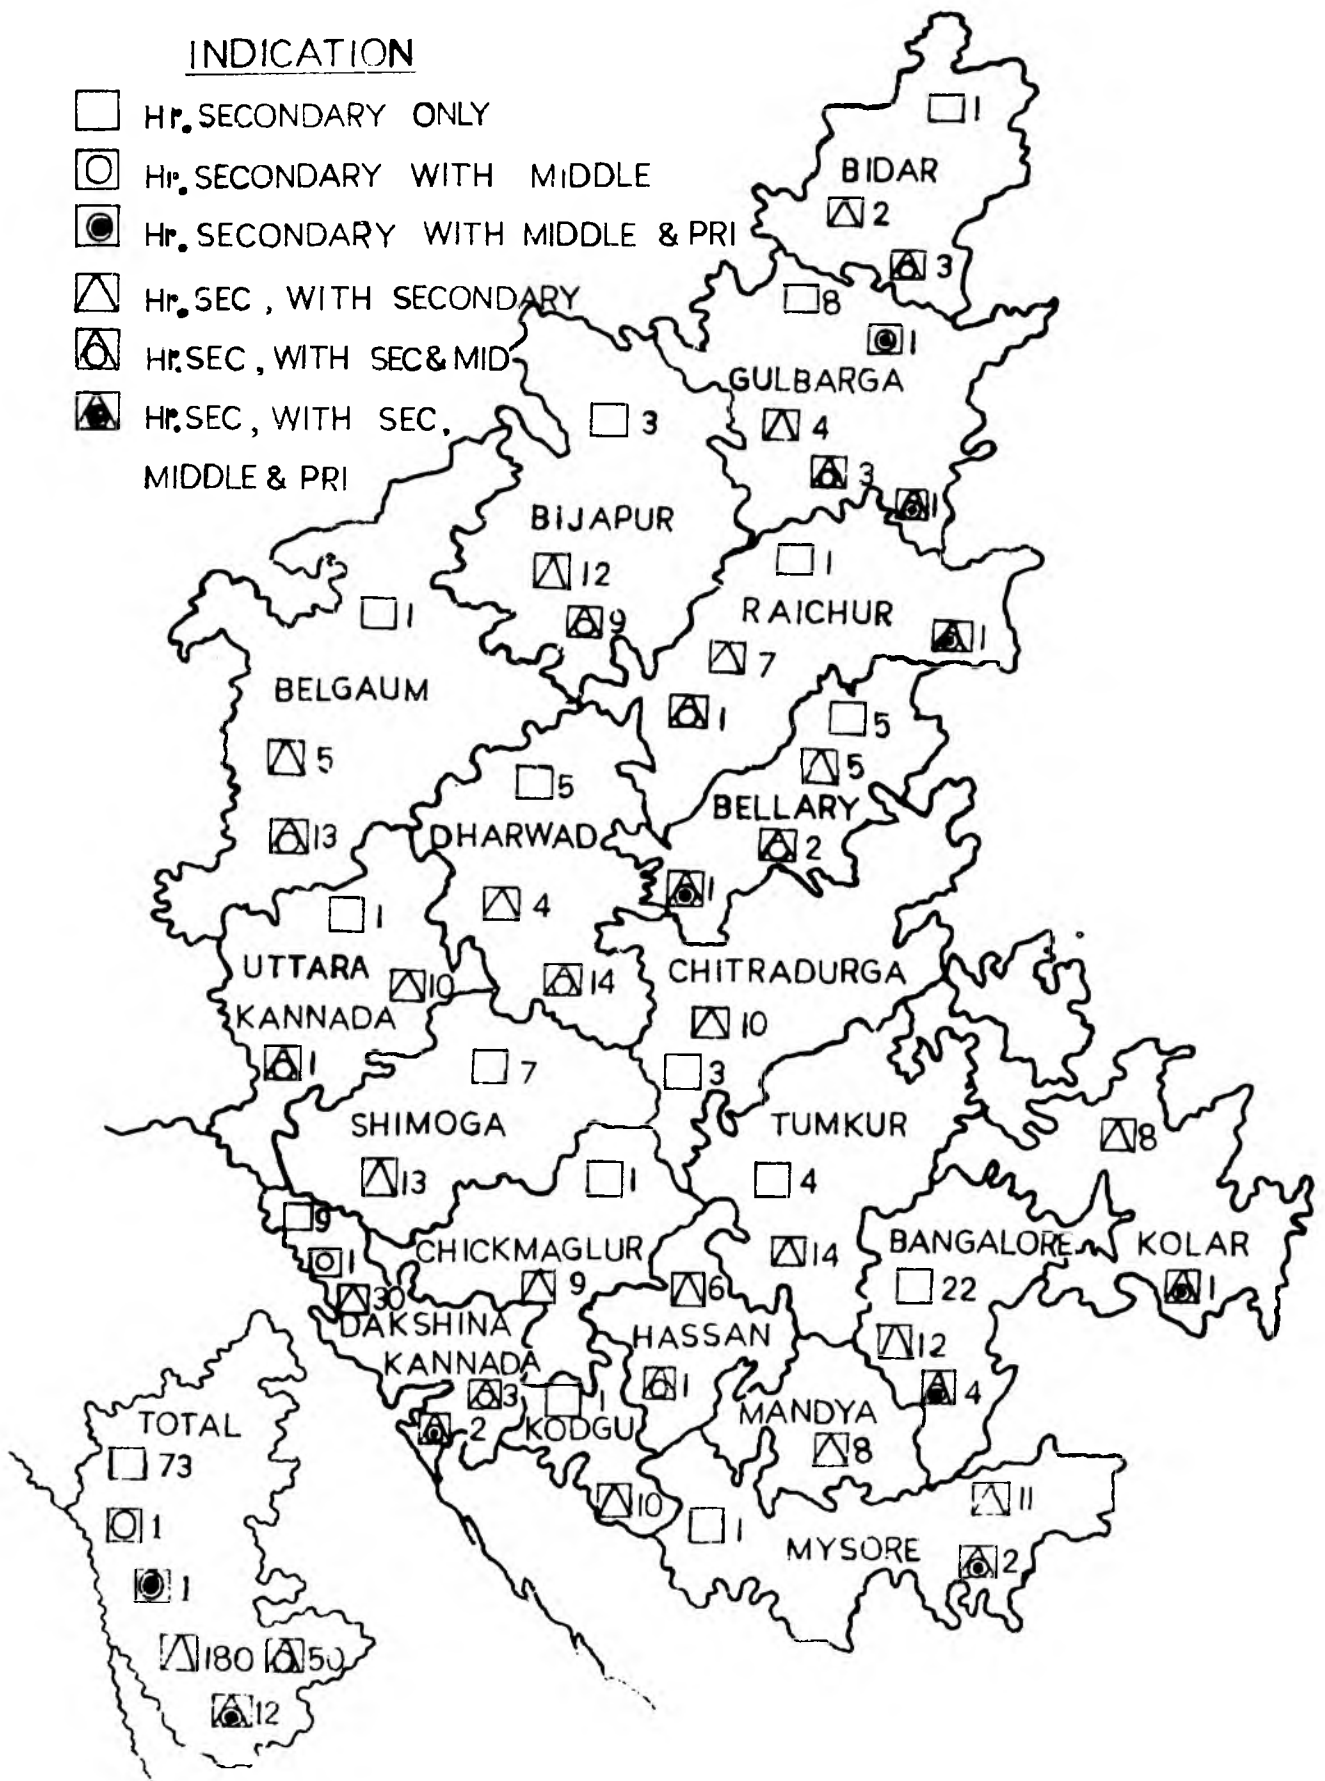 INDICATION
Hr. SECONDARY ONLY
Hr. SECONDARY WITH MIDDLE
Hr. SECONDARY WITH MIDDLE & PRI
Hr. SEC, WITH SECONDARY
Hr. SEC, WITH SEC & MID
Hr. SEC, WITH SEC,
MIDDLE & PRI
1
BIDAR
2
3
8
1
GULBARGA
4
3
1
3
BIJAPUR
12
9
1
RAICHUR
1
7
1
1
BELGAUM
5
13
5
5
BELLARY
2
1
5
DHARWAD
4
14
1
UTTARA
10
KANNADA
1
CHITRADURGA
10
3
7
SHIMOGA
13
TUMKUR
4
14
8
KOLAR
1
1
CHICKMAGLUR
9
BANGALORE
22
12
4
9
1
30
DAKSHINA
KANNADA
3
2
6
HASSAN
1
1
KODGU
10
MANDYA
8
1
11
MYSORE
2
TOTAL
73
1
1
180 50
12